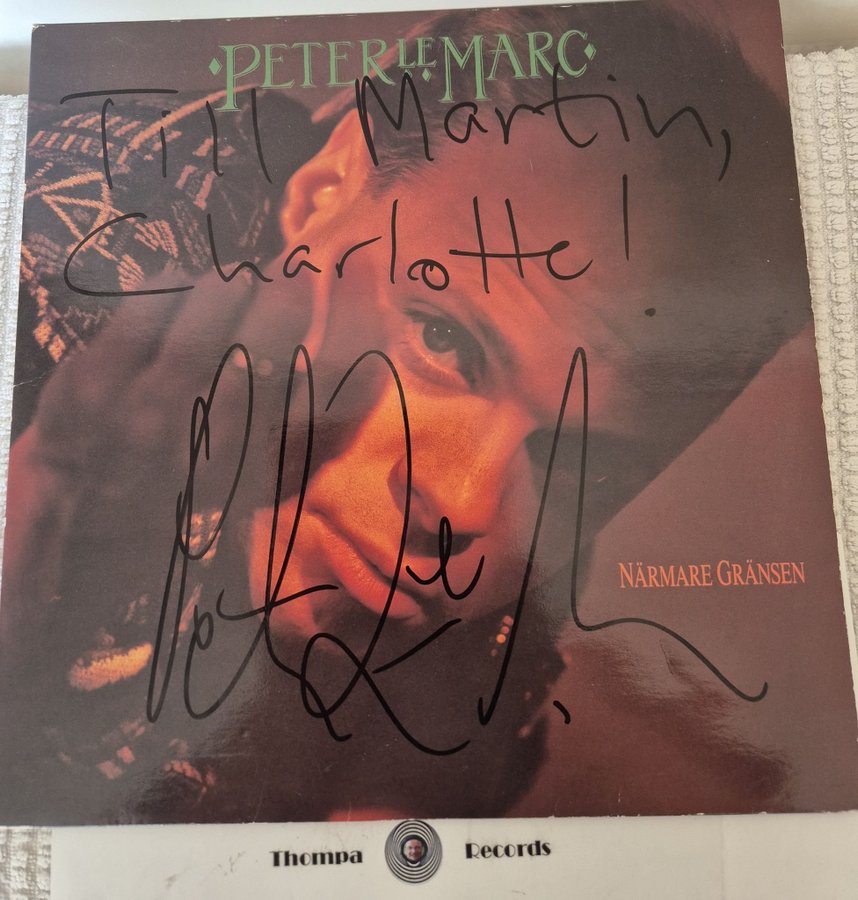 PETER LE MARC
Till Martin,
Charlotte!
NÄRMARE GRÄNSEN
Thompa Records